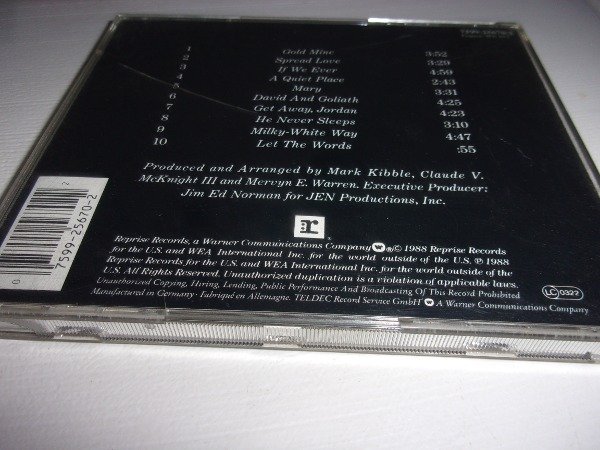 1 Gold Mine 3:52
2 Spread Love 3:29
3 If We Ever 4:59
4 A Quiet Place 2:43
5 Mary 3:31
6 David And Goliath 4:25
7 Get Away, Jordan 4:23
8 He Never Sleeps 3:10
9 Milky-White Way 4:47
10 Let The Words :55
Produced and Arranged by Mark Kibble, Claude V.
McKnight III and Mervyn E. Warren. Executive Producer:
Jim Ed Norman for JEN Productions, Inc.
r
Reprise Records, a Warner Communications Company ®/© 1988 Reprise Records
for the U.S. and WEA International Inc. for the world outside of the U.S. ℗ 1988
Reprise Records for the U.S. and WEA International Inc. for the world outside of the
U.S. All Rights Reserved. Unauthorized duplication is a violation of applicable laws.
Unauthorized Copying, Hiring, Lending, Public Performance And Broadcasting Of This Record Prohibited
Manufactured in Germany · Fabriqué en Allemagne. TELDEC Record Service GmbH A Warner Communications Company
LC 0322
0 7599-25670-2 2